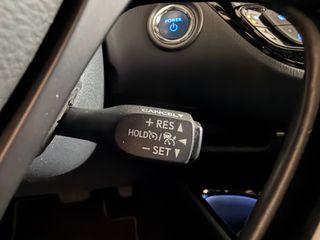 POWER
CANCEL
+ RES ▲
HOLD / ◄
− SET ▼